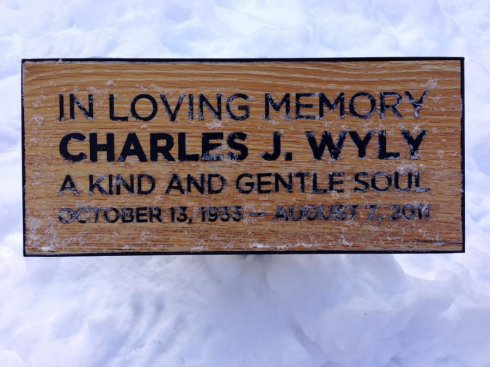 IN LOVING MEMORY
CHARLES J. WYLY
A KIND AND GENTLE SOUL
OCTOBER 13, 1933 — AUGUST 7, 2011